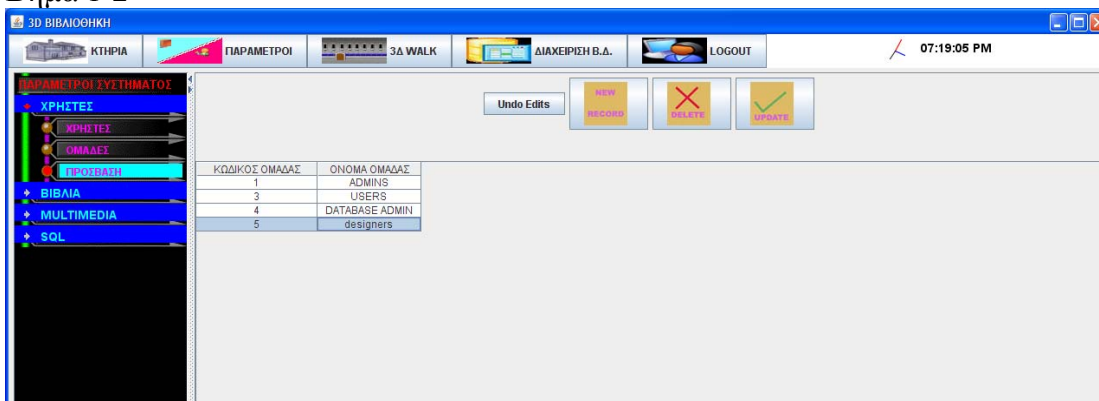 3D ΒΙΒΛΙΟΘΗΚΗ
ΚΤΗΡΙΑ ΠΑΡΑΜΕΤΡΟΙ 3Δ WALK ΔΙΑΧΕΙΡΙΣΗ Β.Δ. LOGOUT 07:19:05 PM
ΠΑΡΑΜΕΤΡΟΙ ΣΥΣΤΗΜΑΤΟΣ
ΧΡΗΣΤΕΣ
ΧΡΗΣΤΕΣ
ΟΜΑΔΕΣ
ΠΡΟΣΒΑΣΗ
ΒΙΒΛΙΑ
MULTIMEDIA
SQL
Undo Edits
NEW
RECORD
DELETE
UPDATE
ΚΩΔΙΚΟΣ ΟΜΑΔΑΣ ΟΝΟΜΑ ΟΜΑΔΑΣ
1 ADMINS
3 USERS
4 DATABASE ADMIN
5 designers